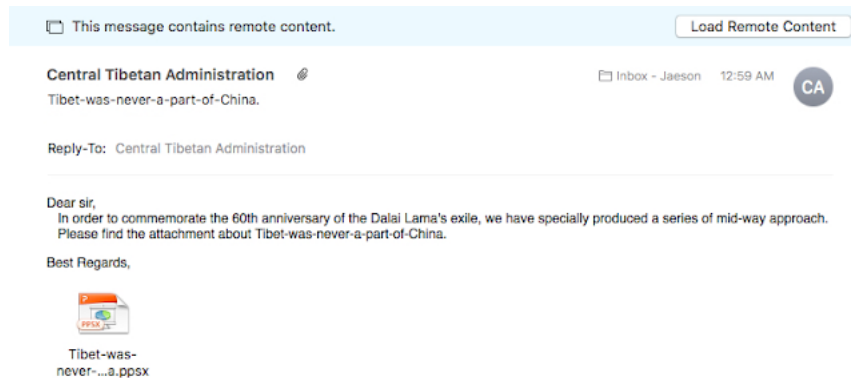 This message contains remote content.
Load Remote Content
Central Tibetan Administration
Inbox - Jaeson 12:59 AM
CA
Tibet-was-never-a-part-of-China.
Reply-To: Central Tibetan Administration
Dear sir,
In order to commemorate the 60th anniversary of the Dalai Lama's exile, we have specially produced a series of mid-way approach.
Please find the attachment about Tibet-was-never-a-part-of-China.
Best Regards,
P
PPSX
Tibet-was-
never-...a.ppsx